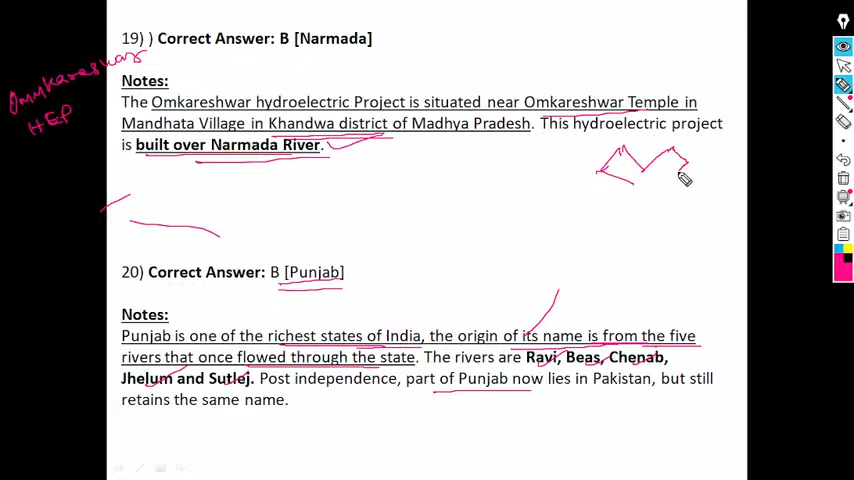 19) ) Correct Answer: B [Narmada]
Ommkareshwar
HEP
Notes:
The Omkareshwar hydroelectric Project is situated near Omkareshwar Temple in
Mandhata Village in Khandwa district of Madhya Pradesh. This hydroelectric project
is built over Narmada River.
20) Correct Answer: B [Punjab]
Notes:
Punjab is one of the richest states of India, the origin of its name is from the five
rivers that once flowed through the state. The rivers are Ravi, Beas, Chenab,
Jhelum and Sutlej. Post independence, part of Punjab now lies in Pakistan, but still
retains the same name.